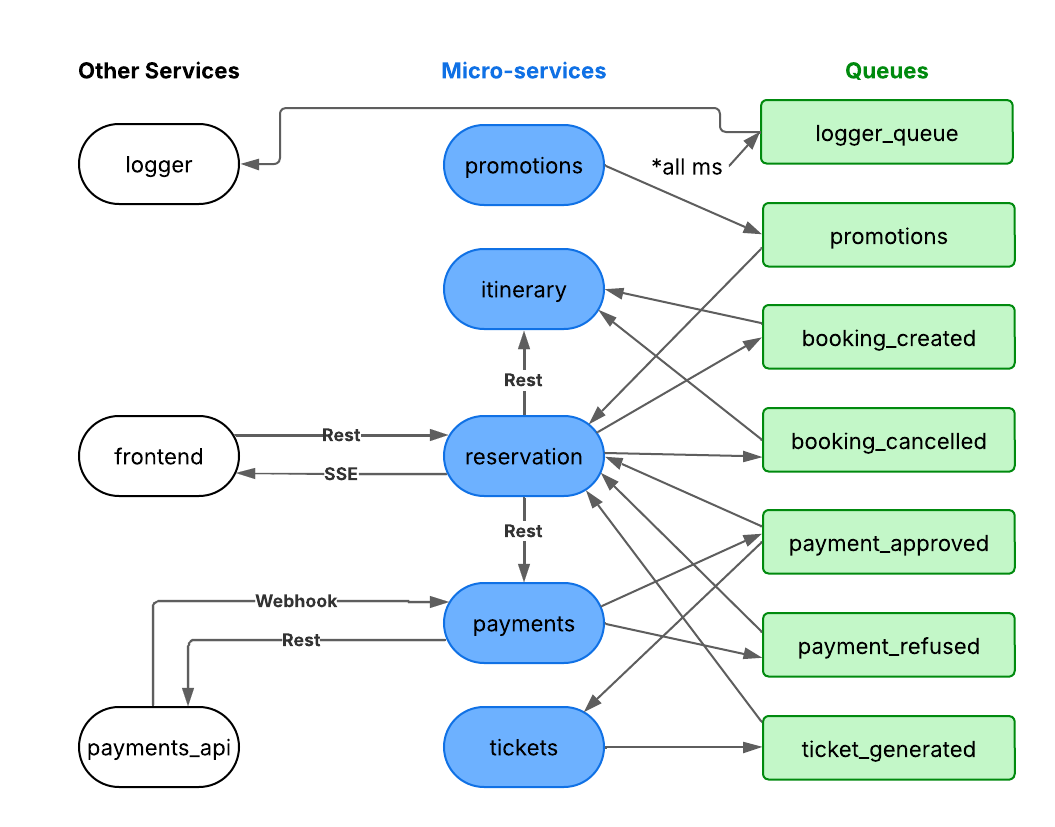 Other Services
Micro-services
Queues
logger
promotions
*all ms
logger_queue
promotions
itinerary
booking_created
Rest
frontend
Rest
SSE
reservation
booking_cancelled
Rest
payment_approved
Webhook
Rest
payments
payment_refused
payments_api
tickets
ticket_generated